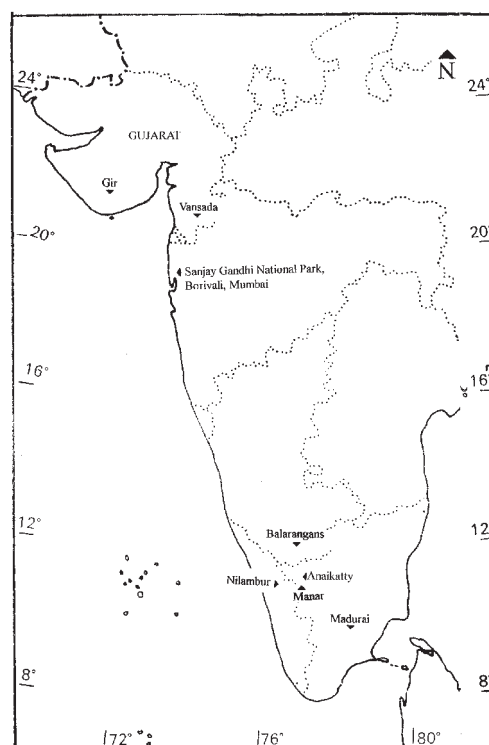 24°
24°
N
GUJARAT
Gir
Vansada
20°
20°
Sanjay Gandhi National Park,
Borivali, Mumbai
16°
16°
12°
12°
Balarangans
Anaikatty
Nilambur
Manar
Madurai
8°
8°
72°
76°
80°